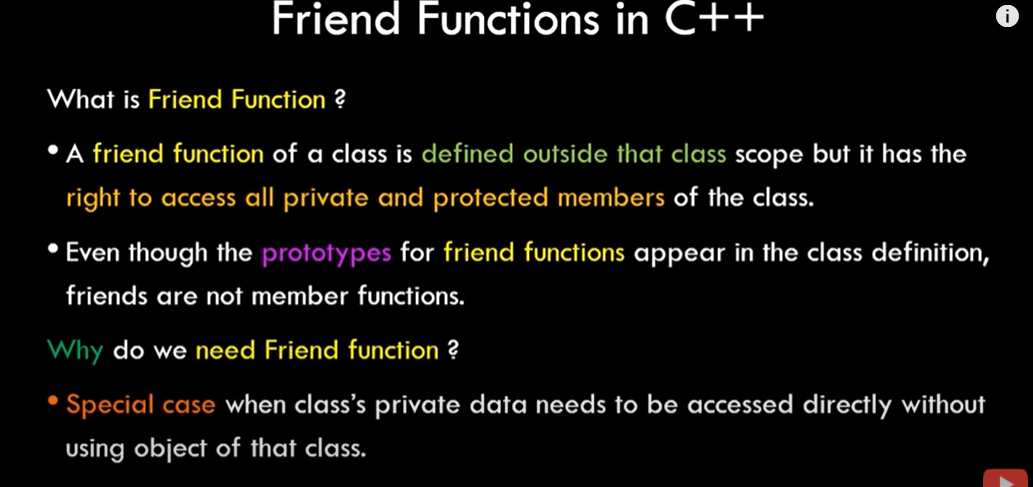 Friend Functions in C++
i
What is Friend Function ?
• A friend function of a class is defined outside that class scope but it has the
right to access all private and protected members of the class.
• Even though the prototypes for friend functions appear in the class definition,
friends are not member functions.
Why do we need Friend function ?
• Special case when class's private data needs to be accessed directly without
using object of that class.